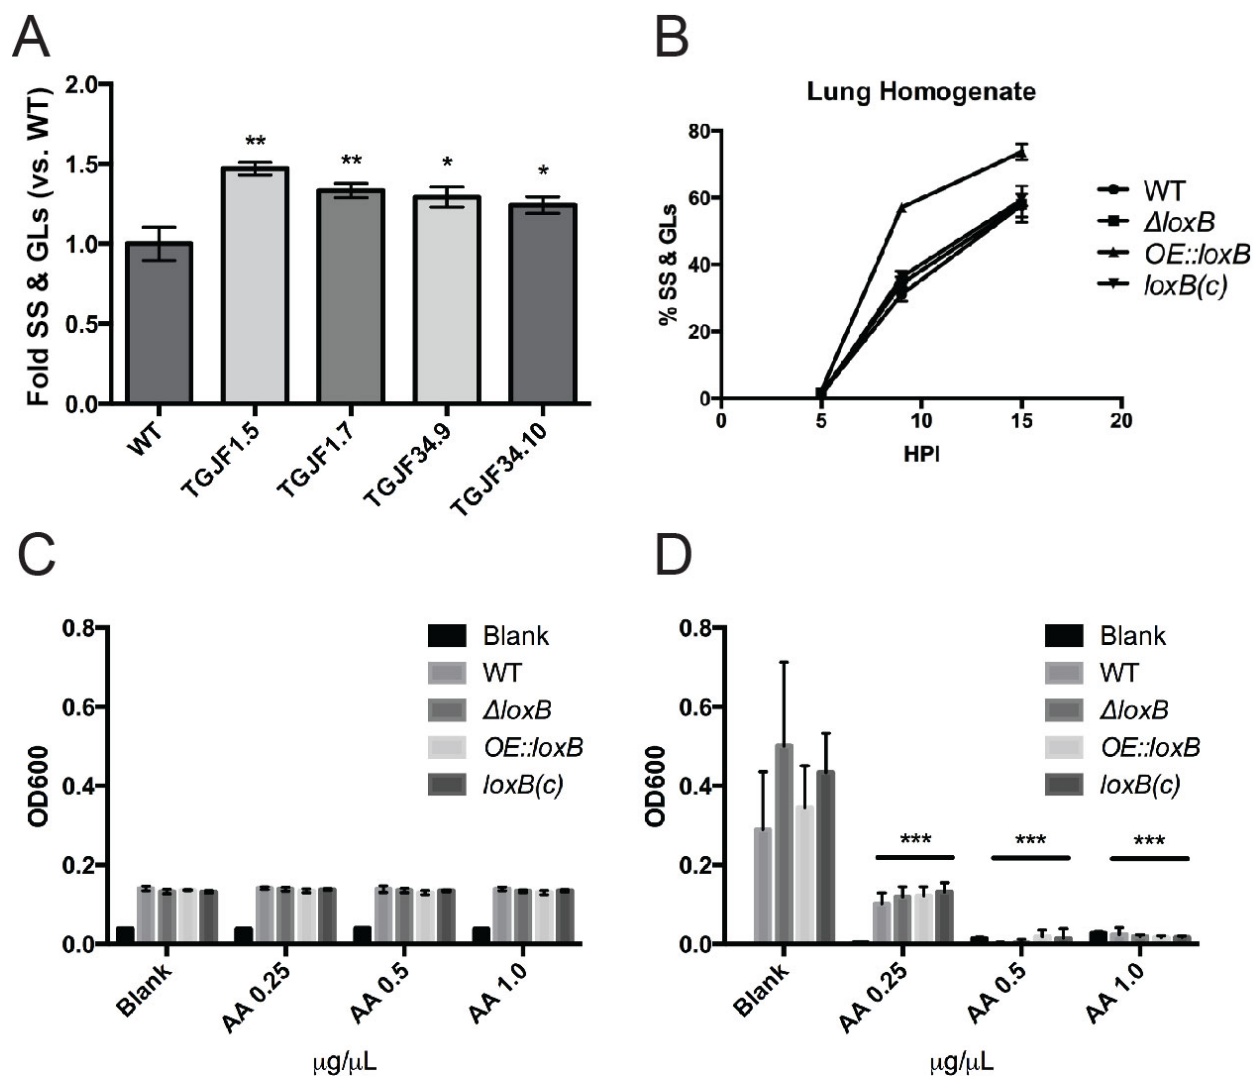 A
Fold SS & GLs (vs. WT)
2.0
1.5
1.0
0.5
0.0
**
**
*
*
WT
TGJF1.5
TGJF1.7
TGJF34.9
TGJF34.10
B
Lung Homogenate
% SS & GLs
80
60
40
20
0
0
5
10
15
20
HPI
WT
ΔloxB
OE::loxB
loxB(c)
C
OD600
0.8
0.6
0.4
0.2
0.0
Blank
WT
ΔloxB
OE::loxB
loxB(c)
Blank
AA 0.25
AA 0.5
AA 1.0
μg/μL
D
OD600
0.8
0.6
0.4
0.2
0.0
Blank
WT
ΔloxB
OE::loxB
loxB(c)
***
***
***
Blank
AA 0.25
AA 0.5
AA 1.0
μg/μL